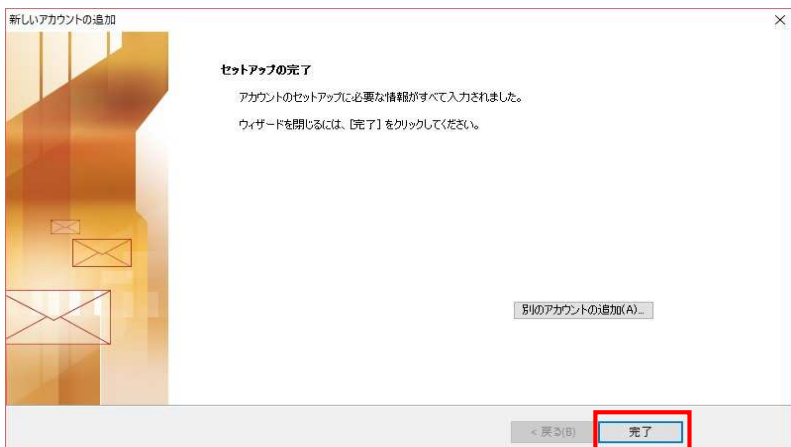 新しいアカウントの追加
セットアップの完了
アカウントのセットアップに必要な情報がすべて入力されました。
ウィザードを閉じるには、[完了] をクリックしてください。
別のアカウントの追加(A)...
< 戻る(B)
完了